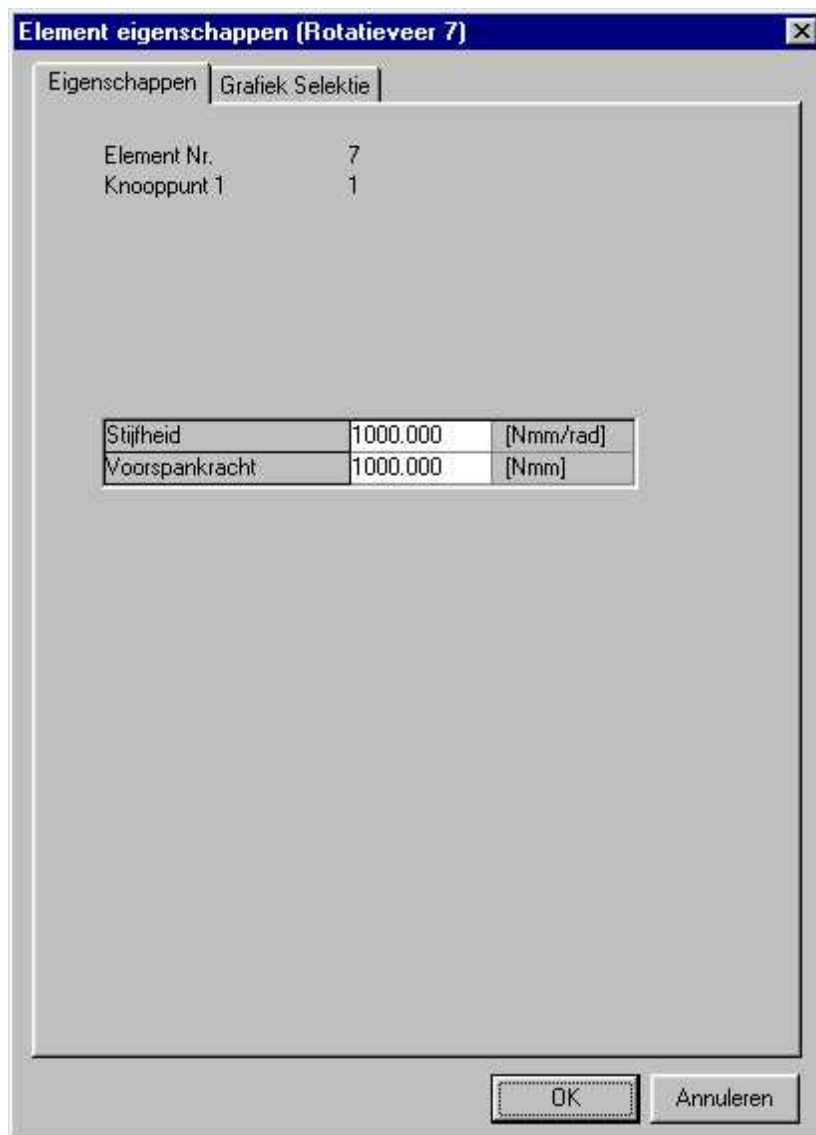 Element eigenschappen (Rotatieveer 7)
Eigenschappen Grafiek Selektie
Element Nr. 7
Knooppunt 1 1
Stijfheid 1000.000 [Nmm/rad]
Voorspankracht 1000.000 [Nmm]
OK Annuleren